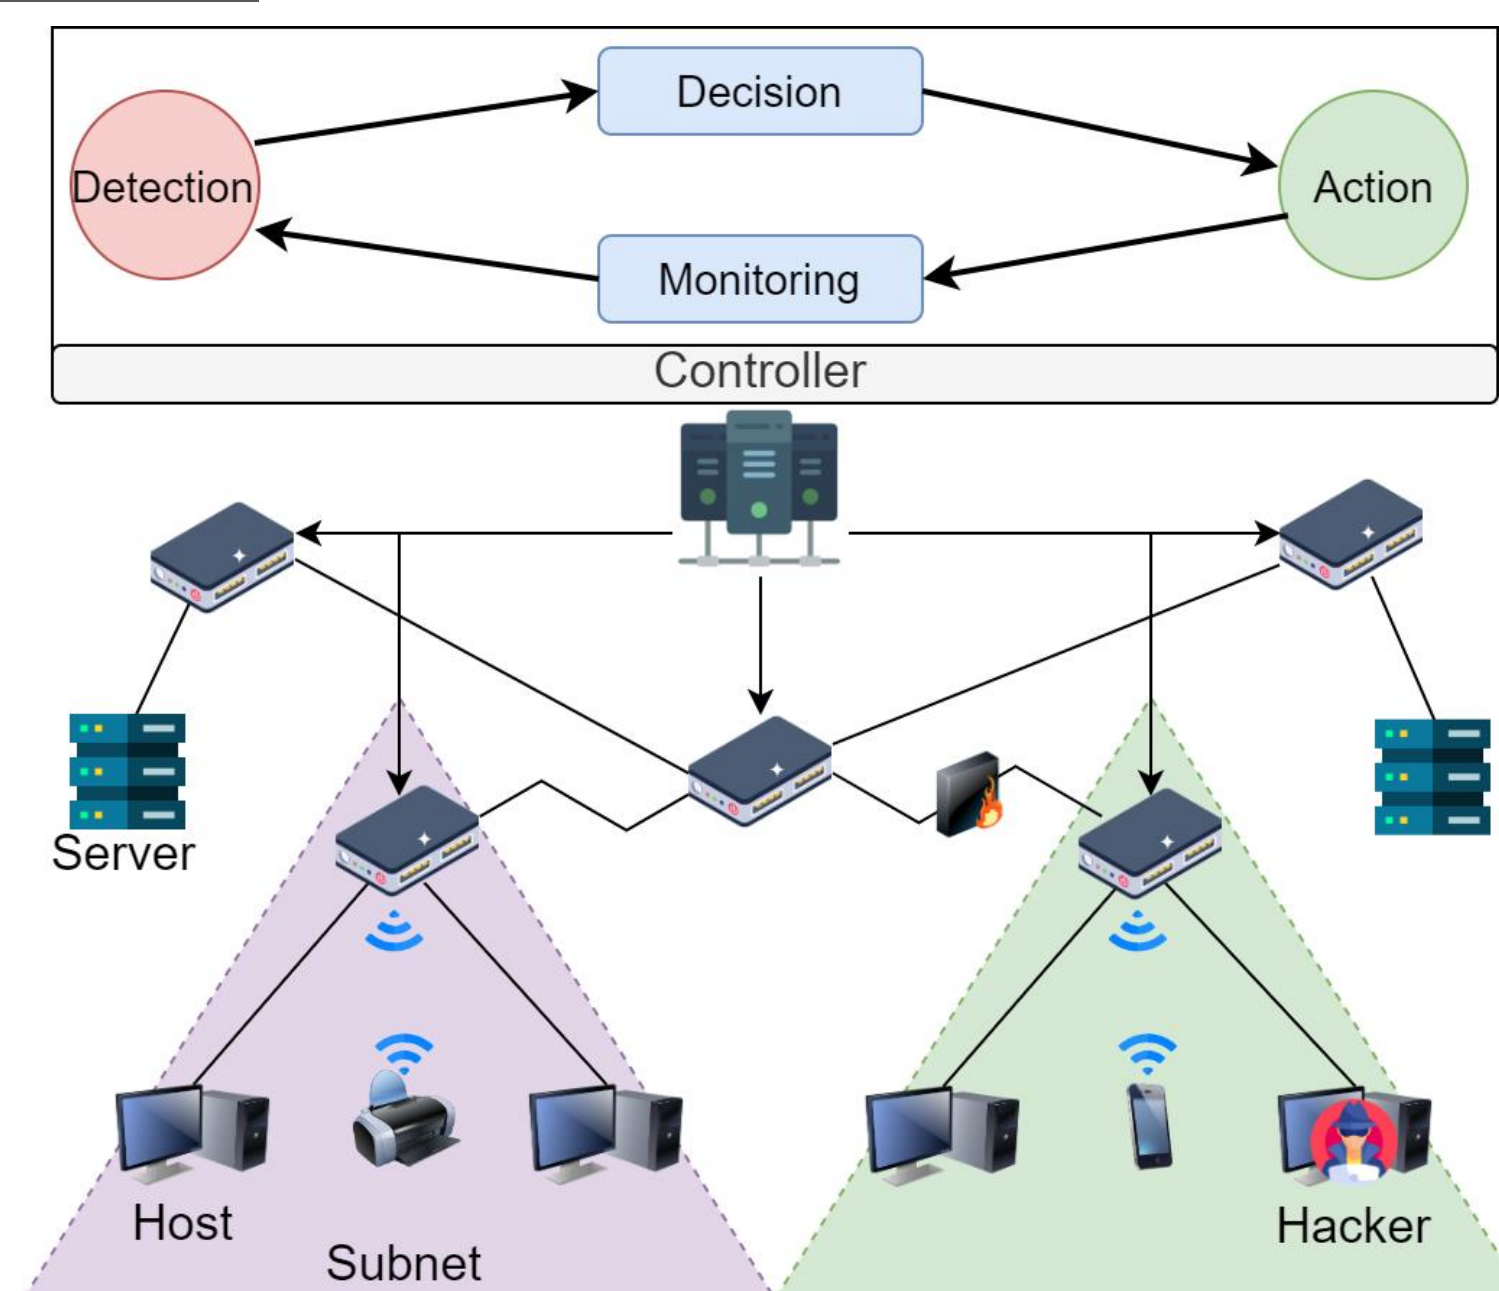 Decision
Detection
Action
Monitoring
Controller
Server
Host
Hacker
Subnet